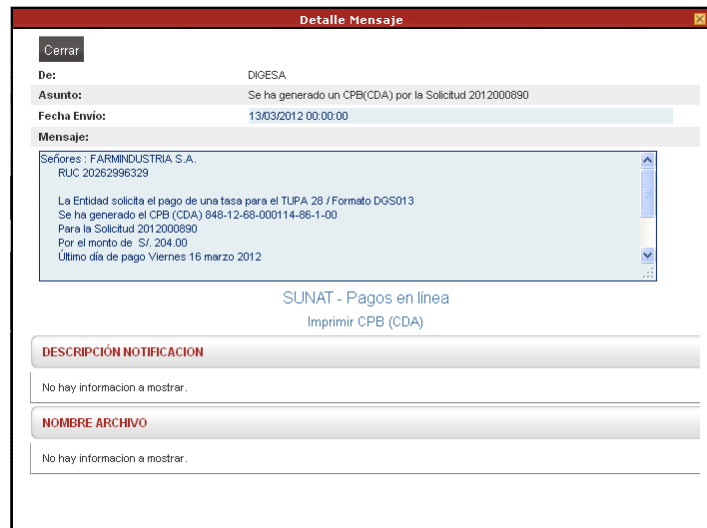 Detalle Mensaje
Cerrar
De: DIGESA
Asunto: Se ha generado un CPB(CDA) por la Solicitud 2012000890
Fecha Envío: 13/03/2012 00:00:00
Mensaje:
Señores : FARMINDUSTRIA S.A.
RUC 20262996329
La Entidad solicita el pago de una tasa para el TUPA 28 / Formato DGS013
Se ha generado el CPB (CDA) 848-12-68-000114-86-1-00
Para la Solicitud 2012000890
Por el monto de S/. 204.00
Último día de pago Viernes 16 marzo 2012
SUNAT - Pagos en línea
Imprimir CPB (CDA)
DESCRIPCIÓN NOTIFICACION
No hay informacion a mostrar.
NOMBRE ARCHIVO
No hay informacion a mostrar.